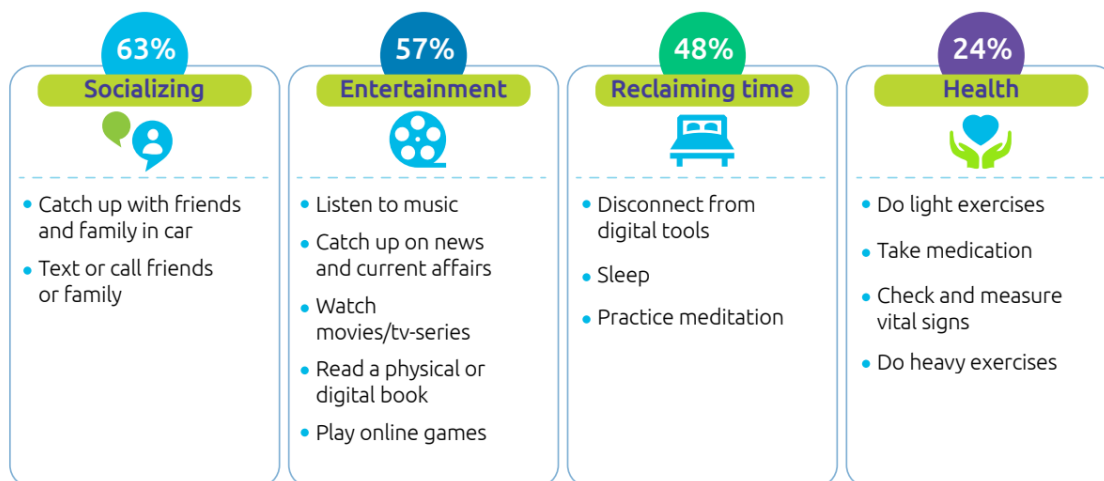 63%
Socializing
Catch up with friends
and family in car
Text or call friends
or family
57%
Entertainment
Listen to music
Catch up on news
and current affairs
Watch
movies/tv-series
Read a physical or
digital book
Play online games
48%
Reclaiming time
Disconnect from
digital tools
Sleep
Practice meditation
24%
Health
Do light exercises
Take medication
Check and measure
vital signs
Do heavy exercises